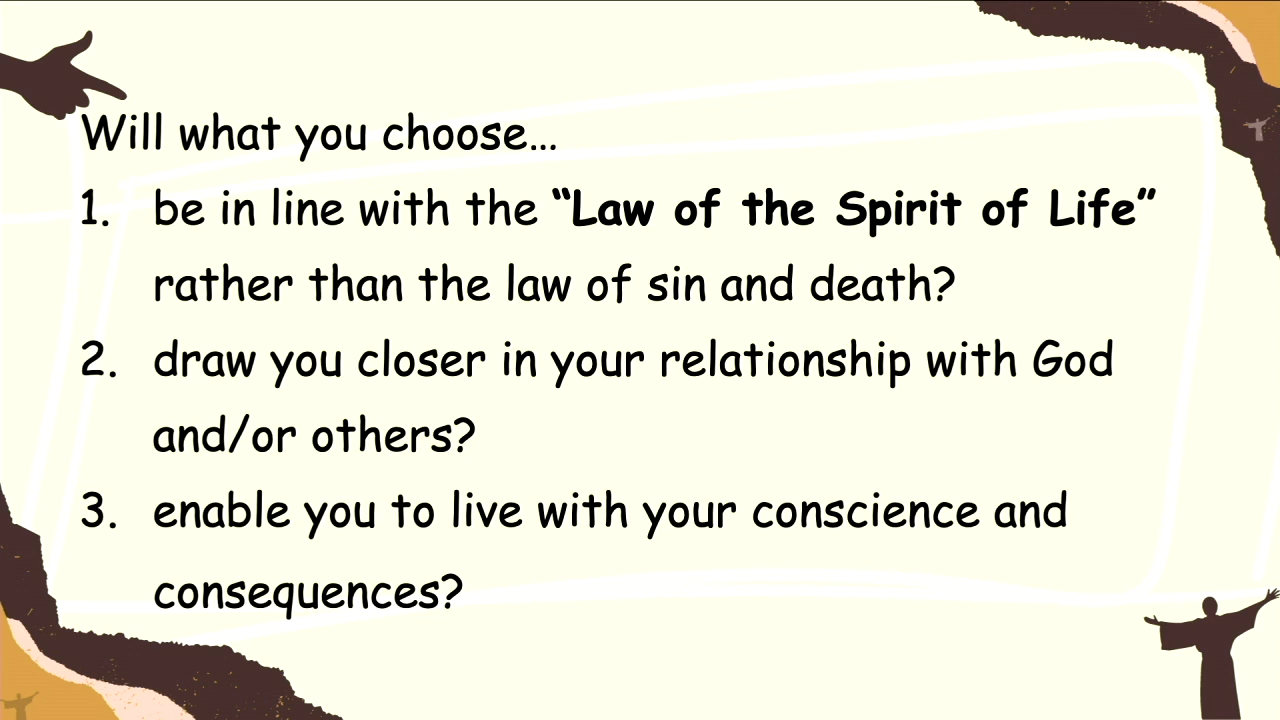 Will what you choose…
1. be in line with the “Law of the Spirit of Life”
rather than the law of sin and death?
2. draw you closer in your relationship with God
and/or others?
3. enable you to live with your conscience and
consequences?